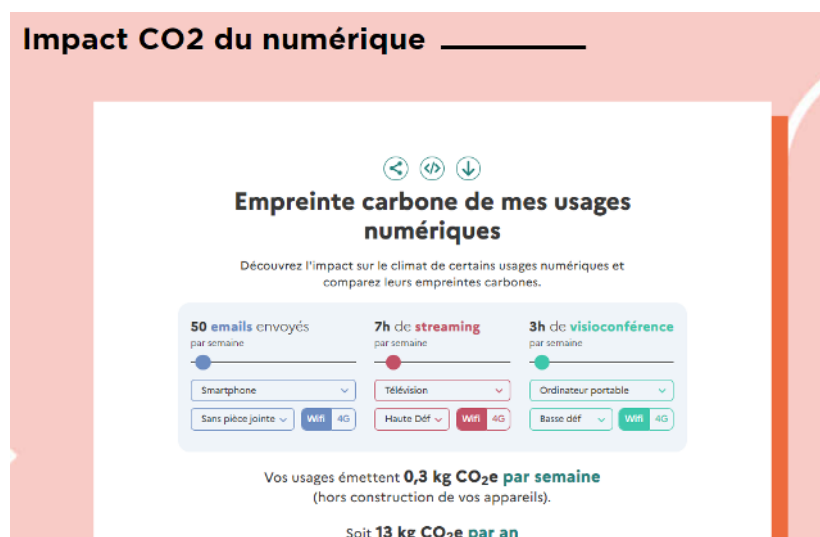 Impact CO2 du numérique
Empreinte carbone de mes usages
numériques
Découvrez l'impact sur le climat de certains usages numériques et
comparez leurs empreintes carbones.
50 emails envoyés
par semaine
Smartphone
Sans pièce jointe
Wifi 4G
7h de streaming
par semaine
Télévision
Haute Déf
Wifi 4G
3h de visioconférence
par semaine
Ordinateur portable
Basse déf
Wifi 4G
Vos usages émettent 0,3 kg CO₂e par semaine
(hors construction de vos appareils).
Soit 13 kg CO₂e par an